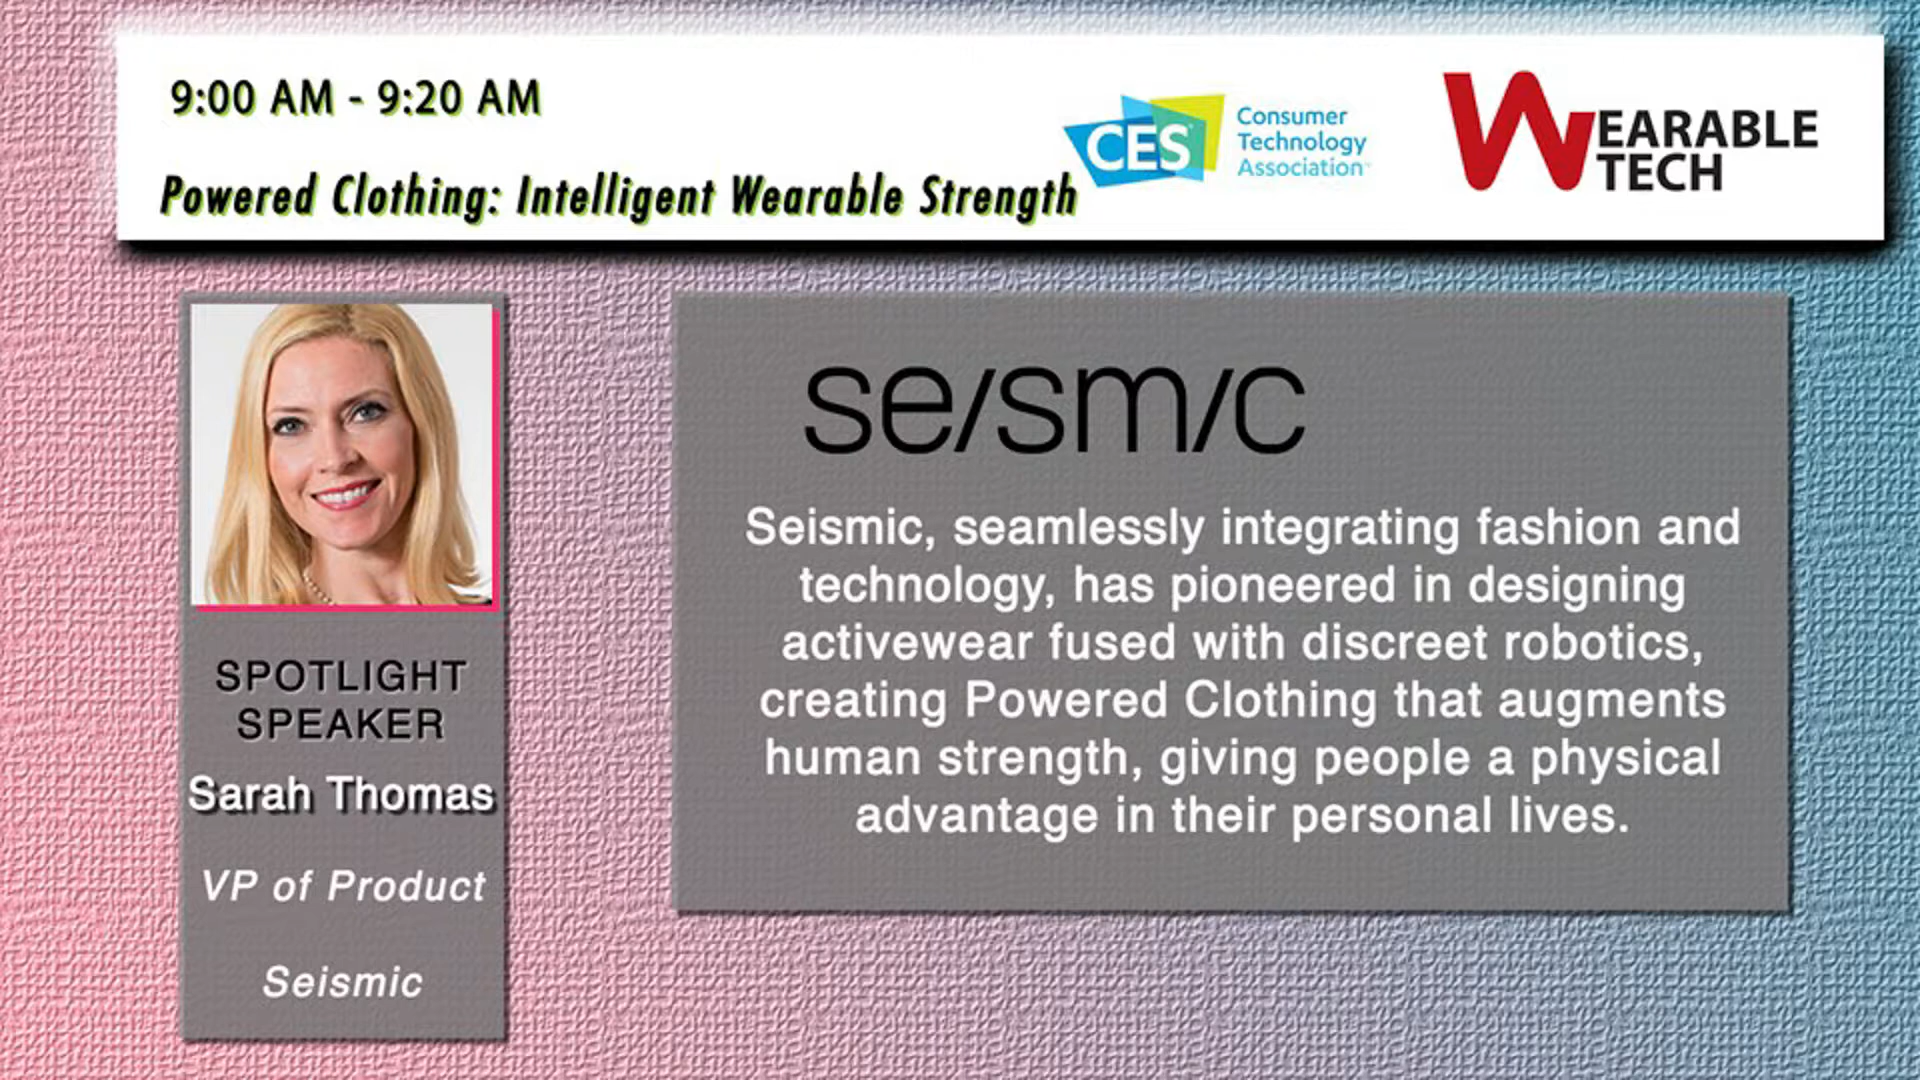 9:00 AM - 9:20 AM
Powered Clothing: Intelligent Wearable Strength
CES
Consumer
Technology
Association™
WEARABLE
TECH
SPOTLIGHT
SPEAKER
Sarah Thomas
VP of Product
Seismic
se/sm/c
Seismic, seamlessly integrating fashion and
technology, has pioneered in designing
activewear fused with discreet robotics,
creating Powered Clothing that augments
human strength, giving people a physical
advantage in their personal lives.